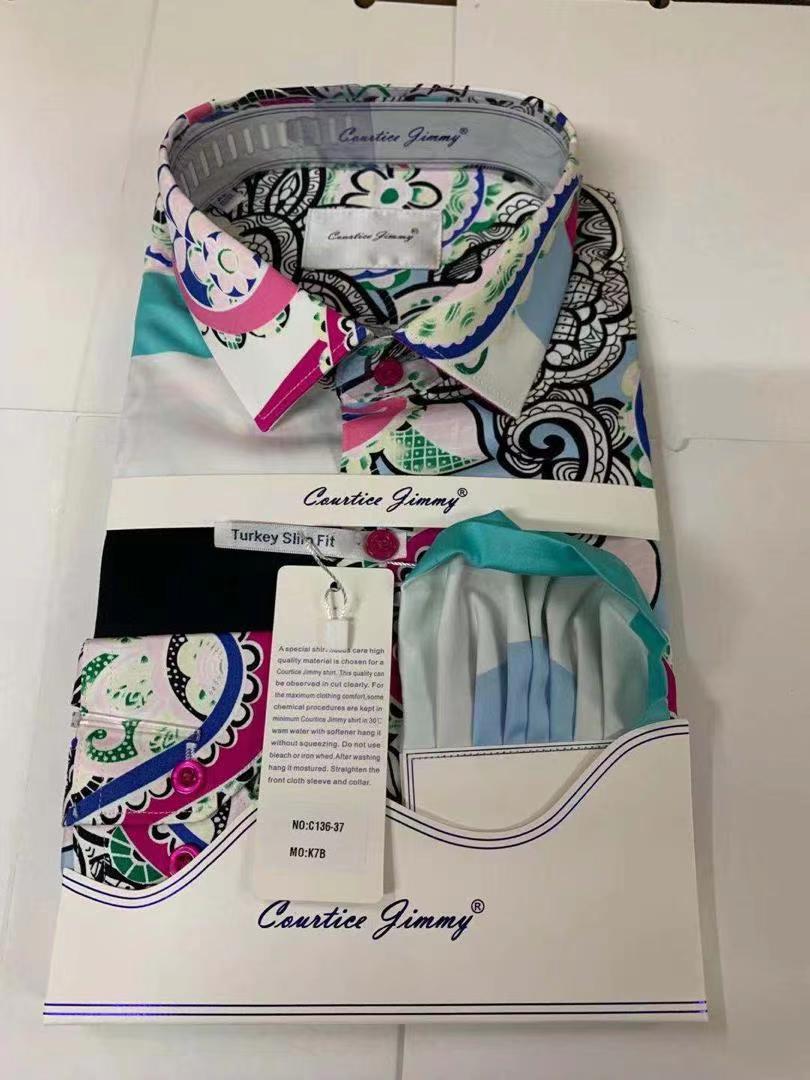 Courtice Jimmy®
Courtice Jimmy
Courtice Jimmy®
Turkey Slim Fit
A special shir
care high
quality material is chosen for a
Courtice Jimmy shirt. This quality can
be observed in cut clearly. For
the maximum clothing comfort,some
chemical procedures are kept in
minimum Courtice Jimmy shirt in 30℃
warm water with softener hang it
without squeezing. Do not use
bleach or iron whed.After washing
hang it mostured. Straighten the
front cloth sleeve and collar.
NO:C136-37
MO:K7B
Courtice Jimmy®